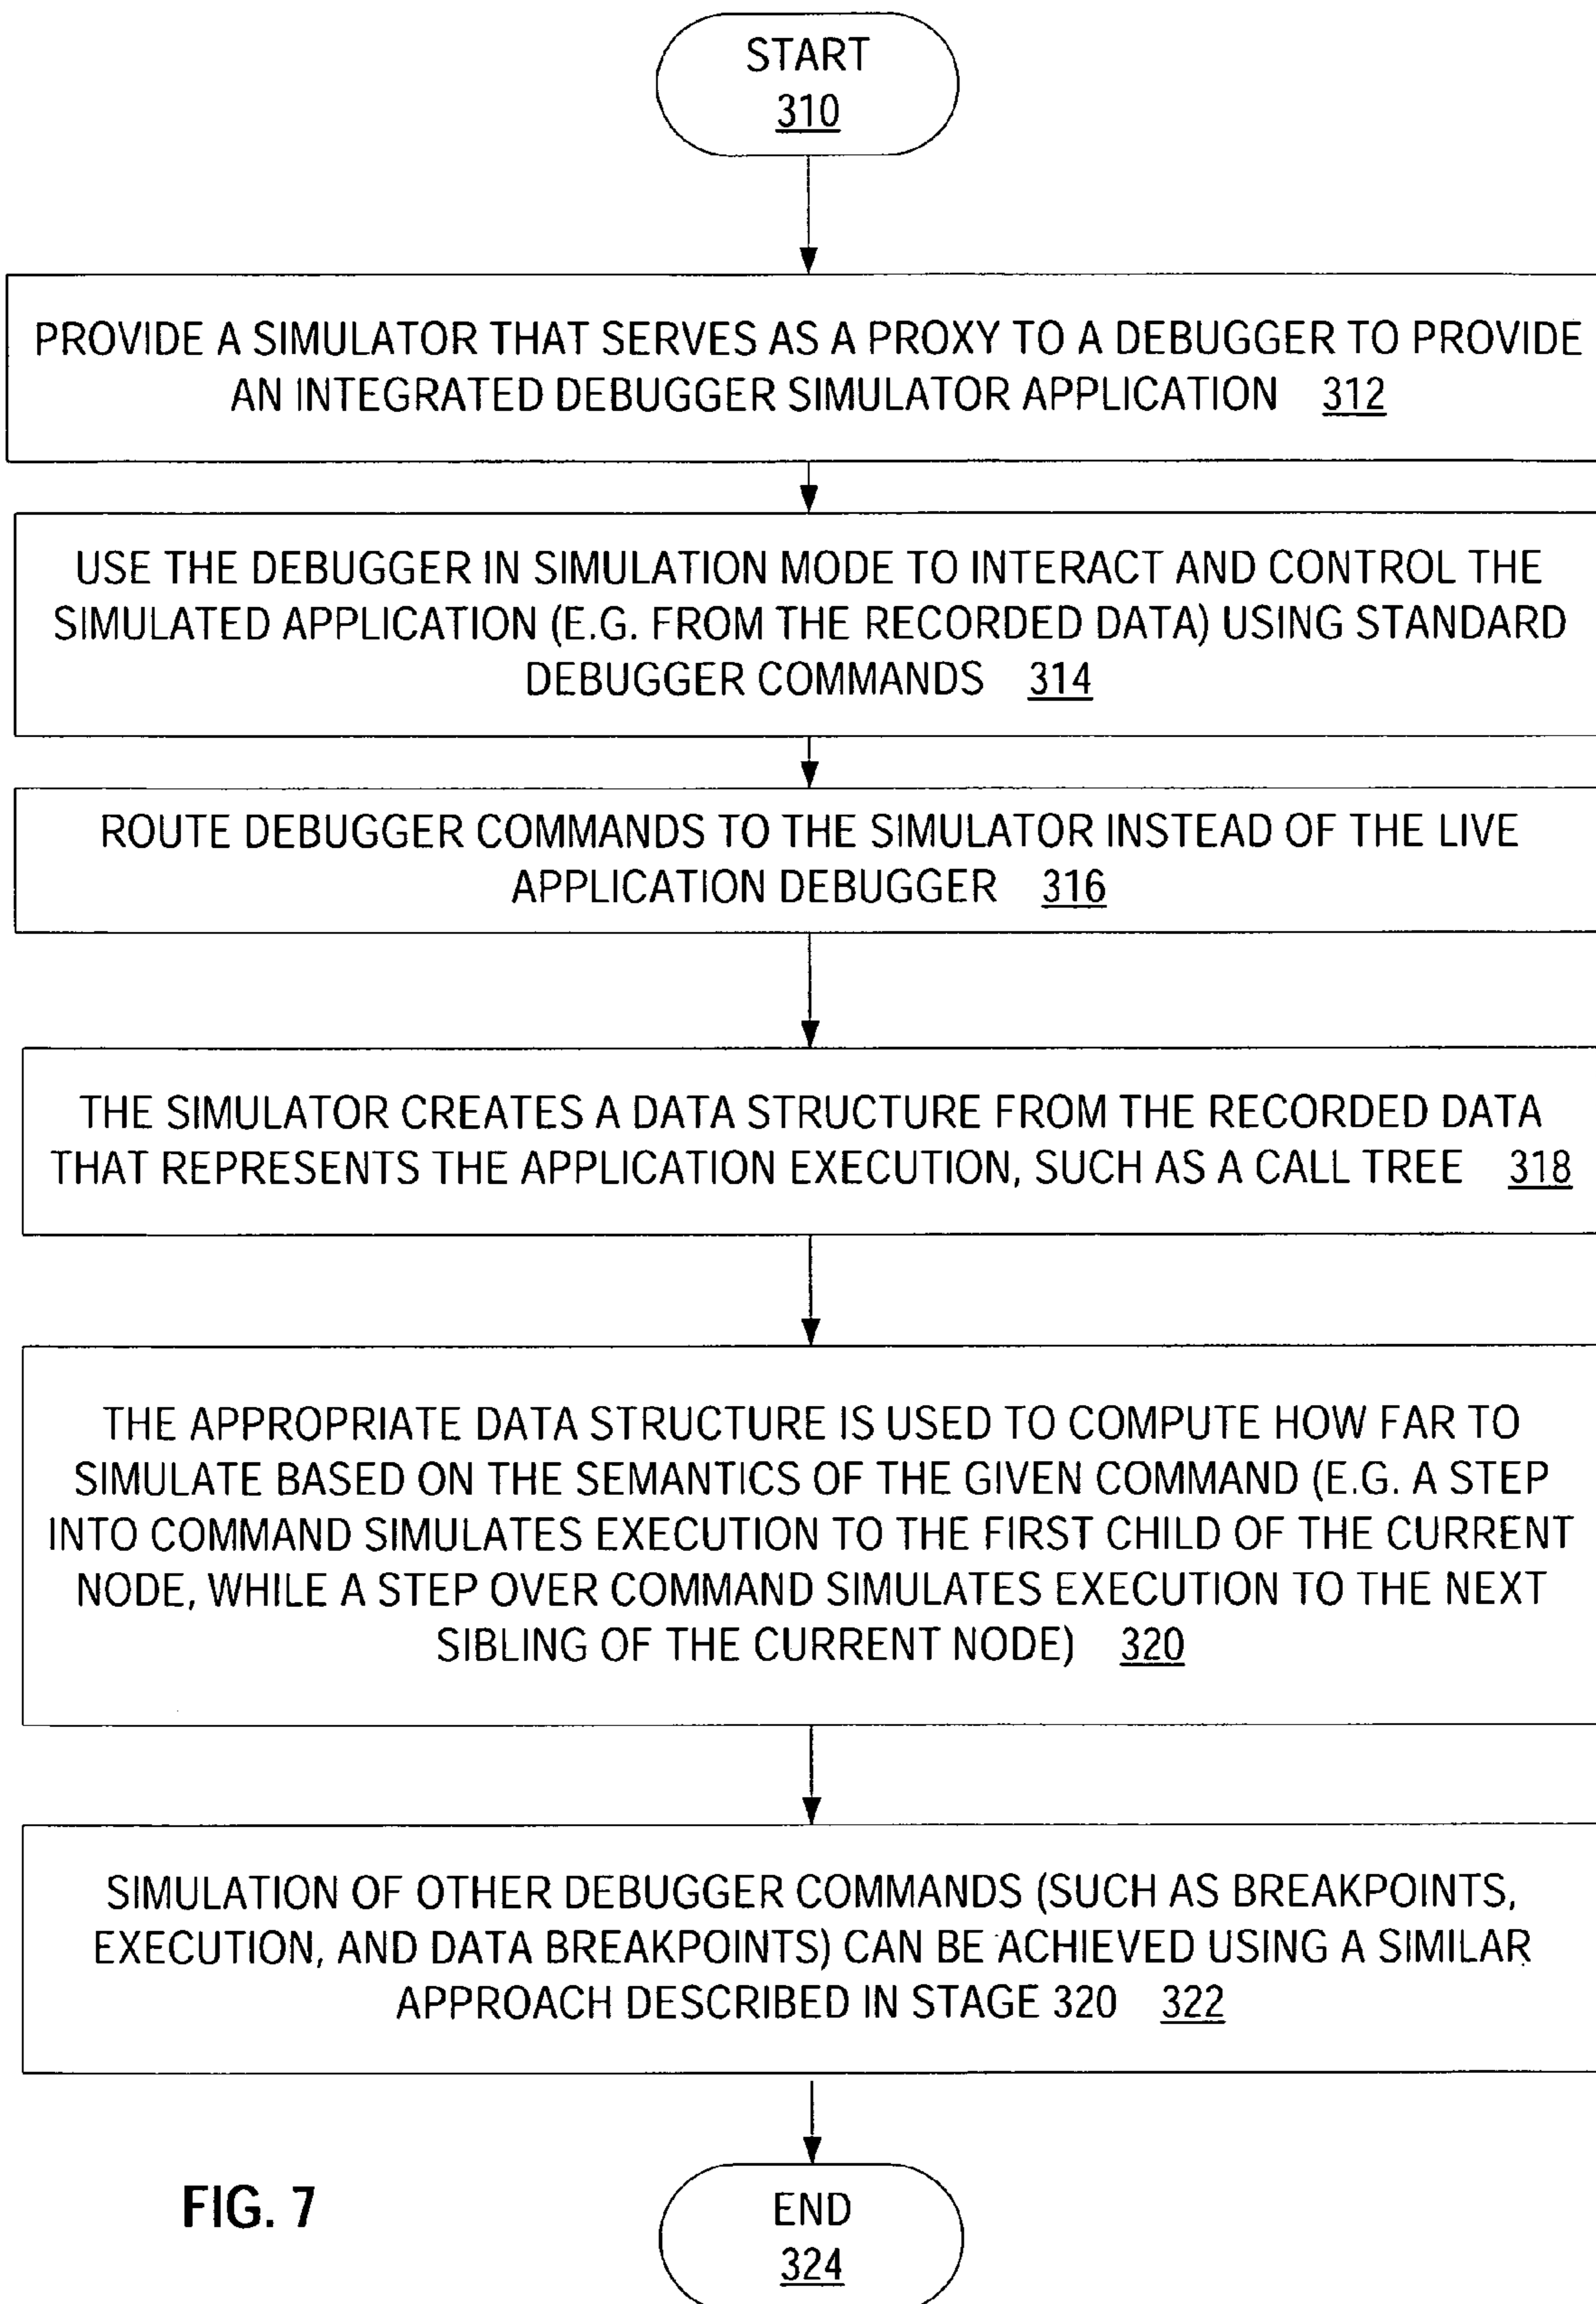 START
310
PROVIDE A SIMULATOR THAT SERVES AS A PROXY TO A DEBUGGER TO PROVIDE
AN INTEGRATED DEBUGGER SIMULATOR APPLICATION 312
USE THE DEBUGGER IN SIMULATION MODE TO INTERACT AND CONTROL THE
SIMULATED APPLICATION (E.G. FROM THE RECORDED DATA) USING STANDARD
DEBUGGER COMMANDS 314
ROUTE DEBUGGER COMMANDS TO THE SIMULATOR INSTEAD OF THE LIVE
APPLICATION DEBUGGER 316
THE SIMULATOR CREATES A DATA STRUCTURE FROM THE RECORDED DATA
THAT REPRESENTS THE APPLICATION EXECUTION, SUCH AS A CALL TREE 318
THE APPROPRIATE DATA STRUCTURE IS USED TO COMPUTE HOW FAR TO
SIMULATE BASED ON THE SEMANTICS OF THE GIVEN COMMAND (E.G. A STEP
INTO COMMAND SIMULATES EXECUTION TO THE FIRST CHILD OF THE CURRENT
NODE, WHILE A STEP OVER COMMAND SIMULATES EXECUTION TO THE NEXT
SIBLING OF THE CURRENT NODE) 320
SIMULATION OF OTHER DEBUGGER COMMANDS (SUCH AS BREAKPOINTS,
EXECUTION, AND DATA BREAKPOINTS) CAN BE ACHIEVED USING A SIMILAR
APPROACH DESCRIBED IN STAGE 320 322
FIG. 7
END
324